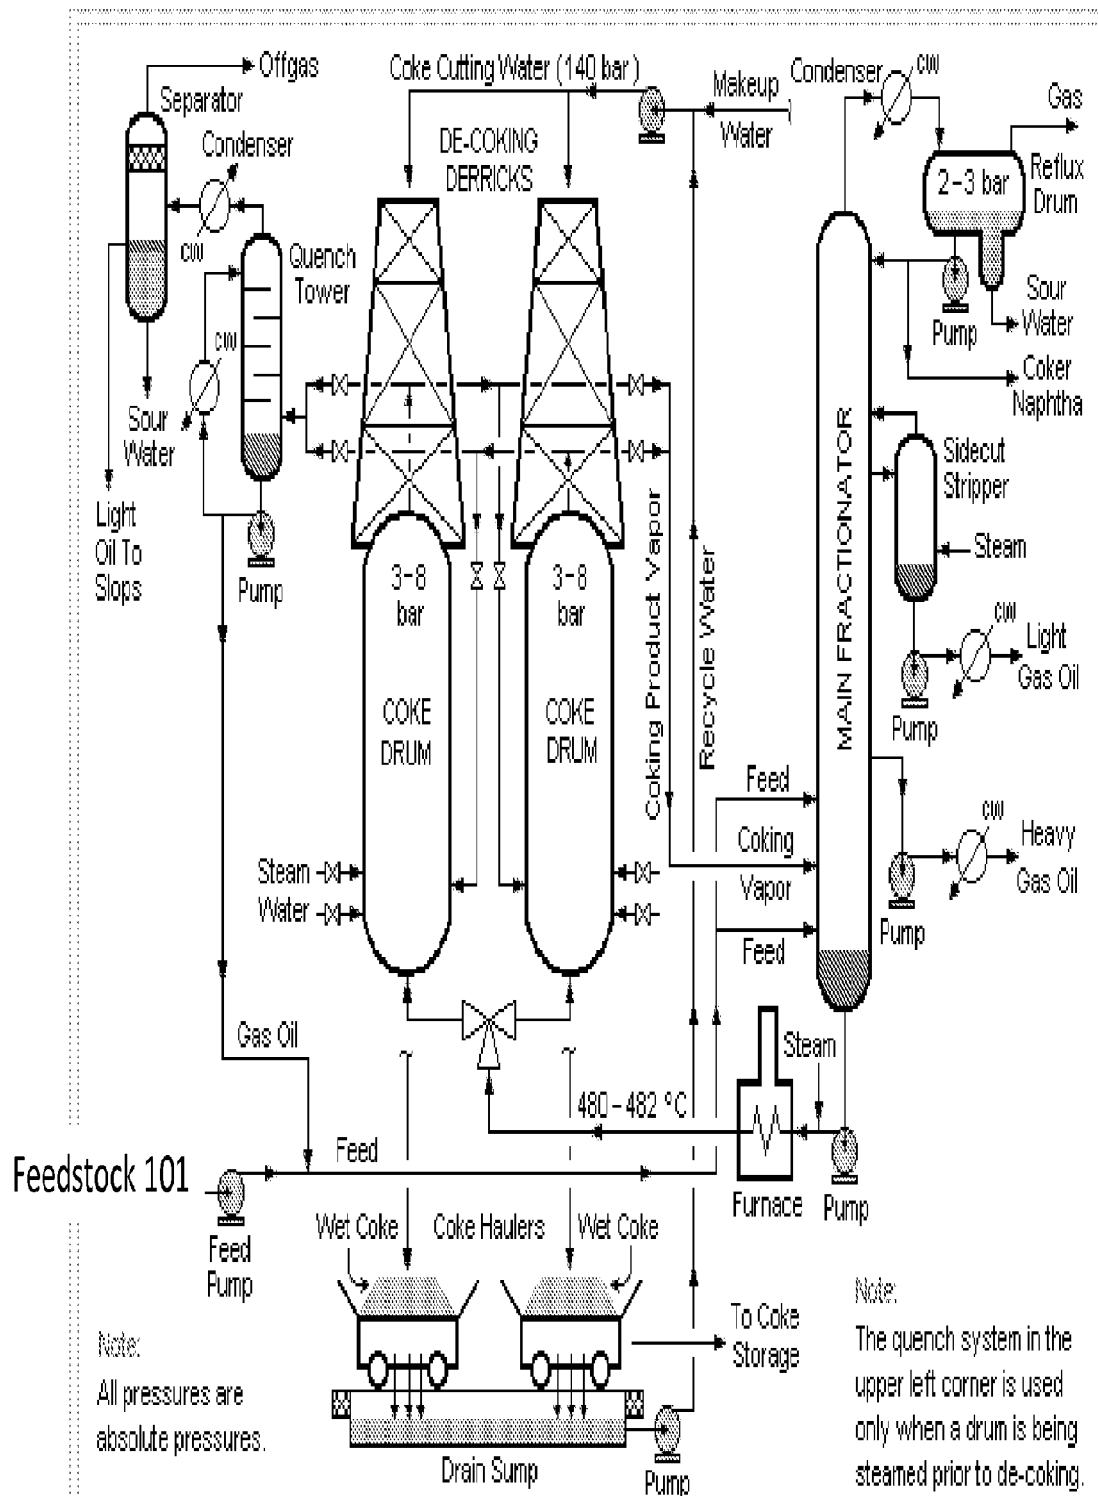 Offgas
Separator
Condenser
CW
Quench
Tower
CW
Sour
Water
Light
Oil To
Slops
Pump
Coke Cutting Water (140 bar)
DE-COKING
DERRICKS
Makeup
Water
Condenser
CW
Gas
2-3 bar
Reflux
Drum
Pump
Sour
Water
Coker
Naphtha
Sidecut
Stripper
Steam
CW
Light
Gas Oil
Pump
MAIN FRACTIONATOR
CW
Heavy
Gas Oil
Pump
3-8
bar
COKE
DRUM
3-8
bar
COKE
DRUM
Coking Product Vapor
Recycle Water
Feed
Coking
Vapor
Feed
Steam
Water
Gas Oil
Steam
480 - 482 °C
Furnace
Pump
Feedstock 101
Feed
Feed
Pump
Wet Coke
Coke Haulers
Wet Coke
To Coke
Storage
Drain Sump
Pump
Note:
All pressures are
absolute pressures.
Note:
The quench system in the
upper left corner is used
only when a drum is being
steamed prior to de-coking.